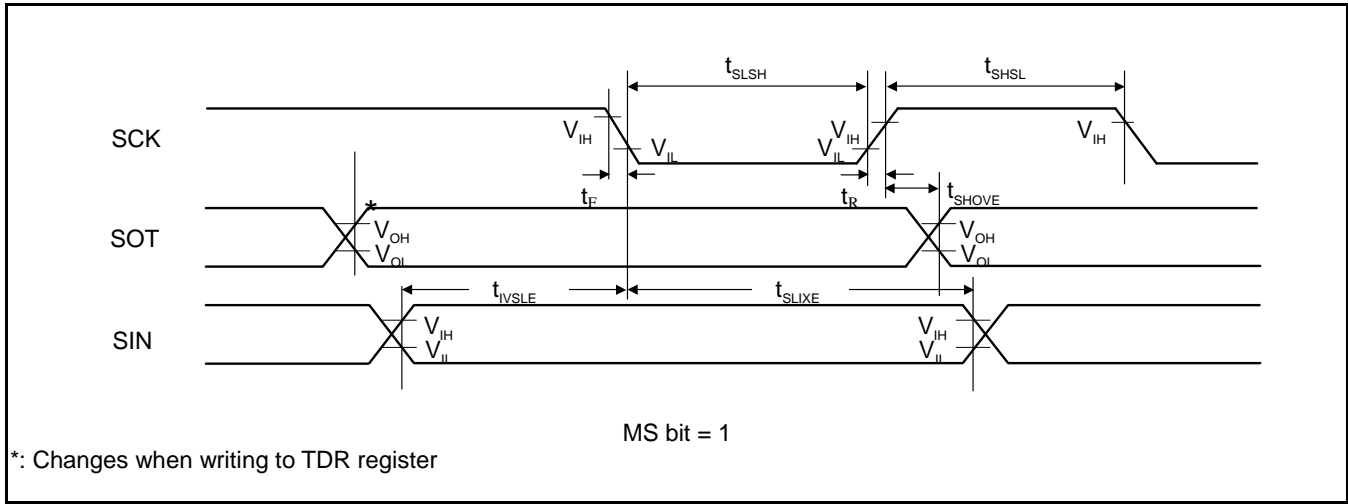 tSLSH tSHSL
SCK VIH VIL VIH VIL VIH
tF tR tSHOVE
SOT * VOH VOH
VOL VOL
tIVSLE tSLIXE
SIN VIH VIH
VIL VIL
MS bit = 1
*: Changes when writing to TDR register